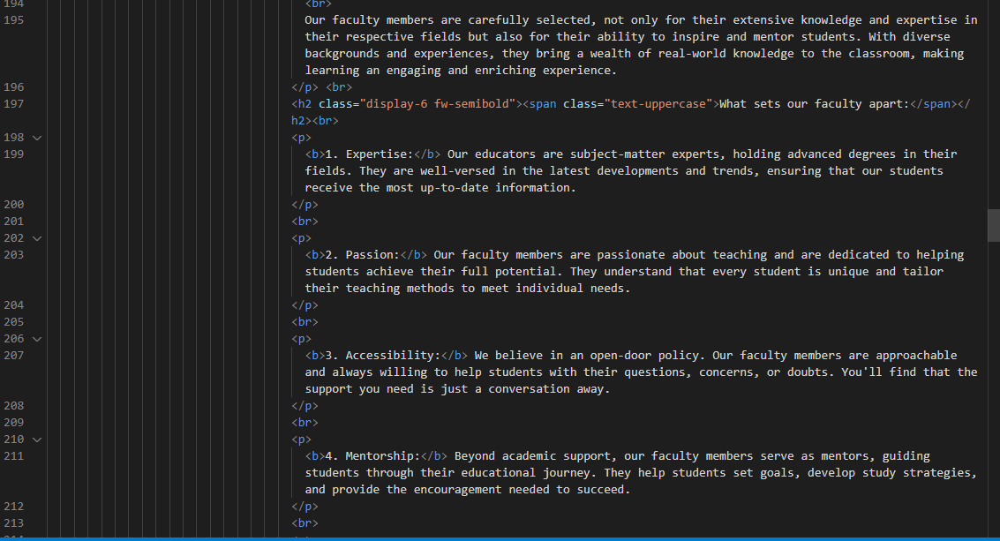 194 <br>
195 Our faculty members are carefully selected, not only for their extensive knowledge and expertise in
their respective fields but also for their ability to inspire and mentor students. With diverse
backgrounds and experiences, they bring a wealth of real-world knowledge to the classroom, making
learning an engaging and enriching experience.
196 </p> <br>
197 <h2 class="display-6 fw-semibold"><span class="text-uppercase">What sets our faculty apart:</span></
h2><br>
198 <p>
199 <b>1. Expertise:</b> Our educators are subject-matter experts, holding advanced degrees in their
fields. They are well-versed in the latest developments and trends, ensuring that our students
receive the most up-to-date information.
200 </p>
201 <br>
202 <p>
203 <b>2. Passion:</b> Our faculty members are passionate about teaching and are dedicated to helping
students achieve their full potential. They understand that every student is unique and tailor
their teaching methods to meet individual needs.
204 </p>
205 <br>
206 <p>
207 <b>3. Accessibility:</b> We believe in an open-door policy. Our faculty members are approachable
and always willing to help students with their questions, concerns, or doubts. You'll find that the
support you need is just a conversation away.
208 </p>
209 <br>
210 <p>
211 <b>4. Mentorship:</b> Beyond academic support, our faculty members serve as mentors, guiding
students through their educational journey. They help students set goals, develop study strategies,
and provide the encouragement needed to succeed.
212 </p>
213 <br>